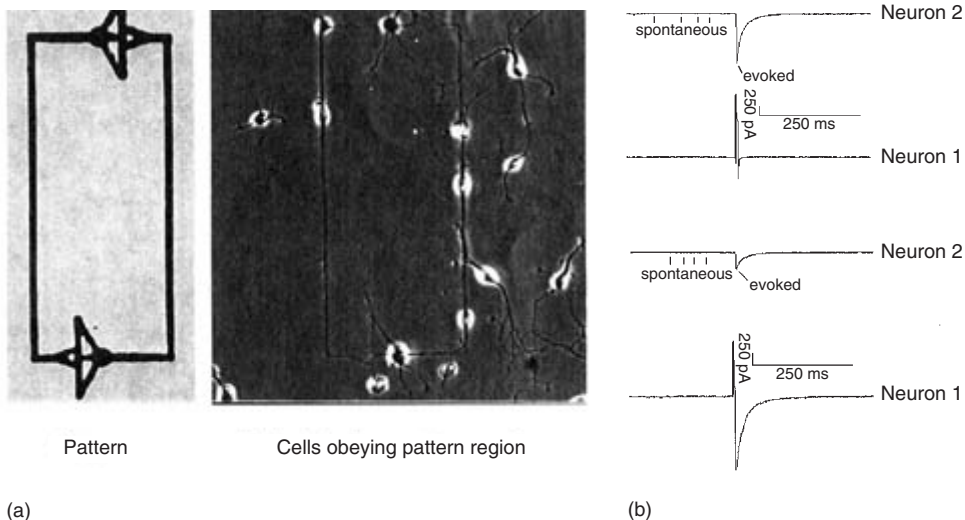 Pattern
Cells obeying pattern region
(a)
Neuron 2
spontaneous
evoked
250 pA
250 ms
Neuron 1
Neuron 2
spontaneous
evoked
250 pA
250 ms
Neuron 1
(b)